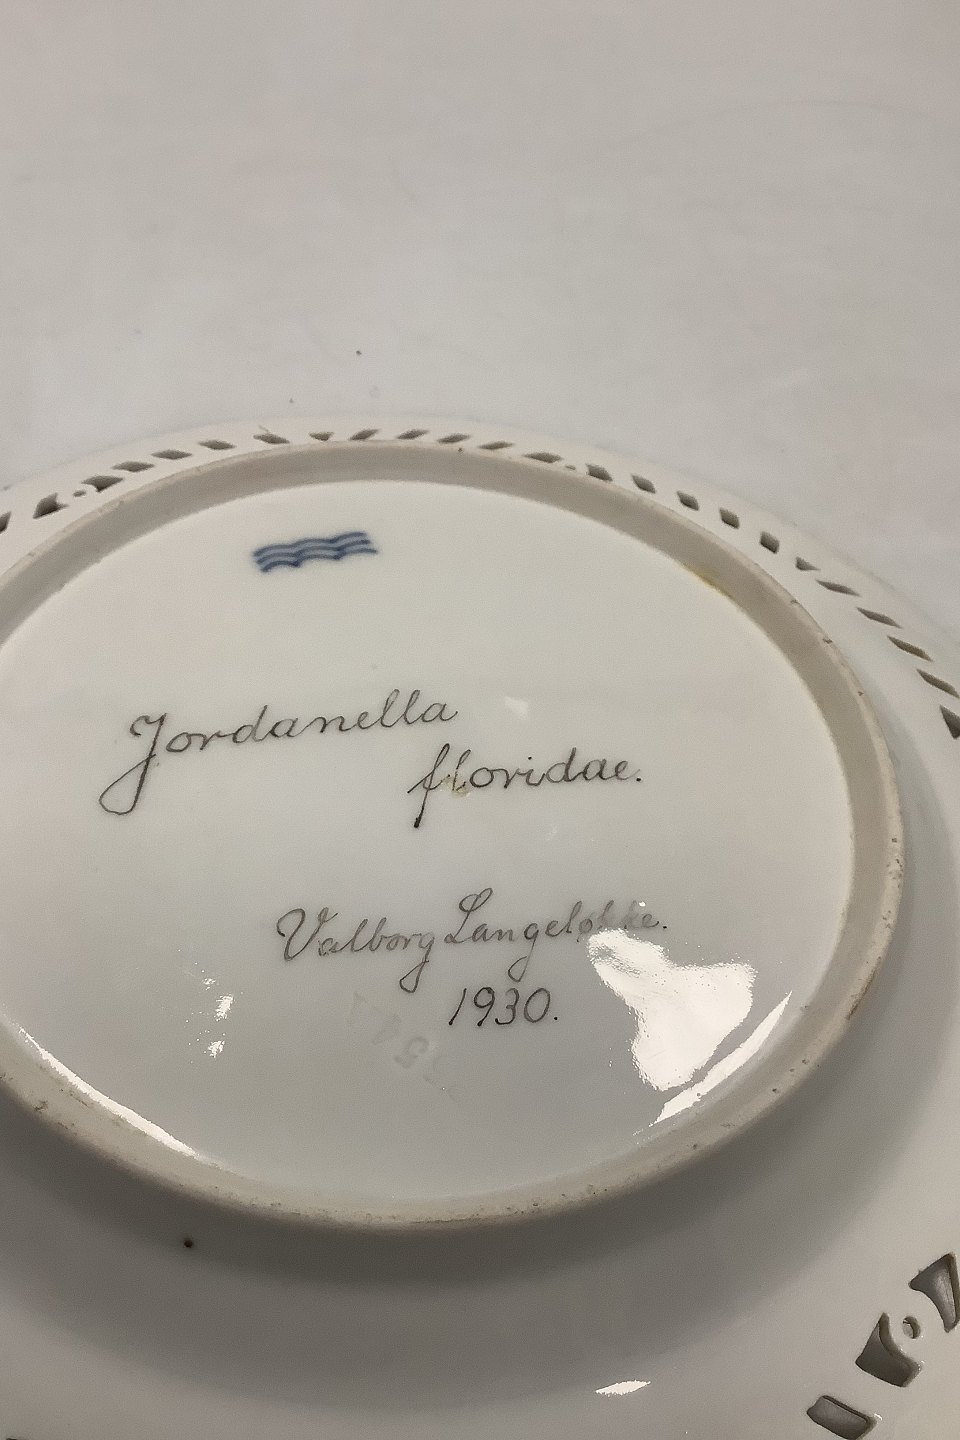 Jordanella
floridae.
Valborg Langeløkke.
1930.